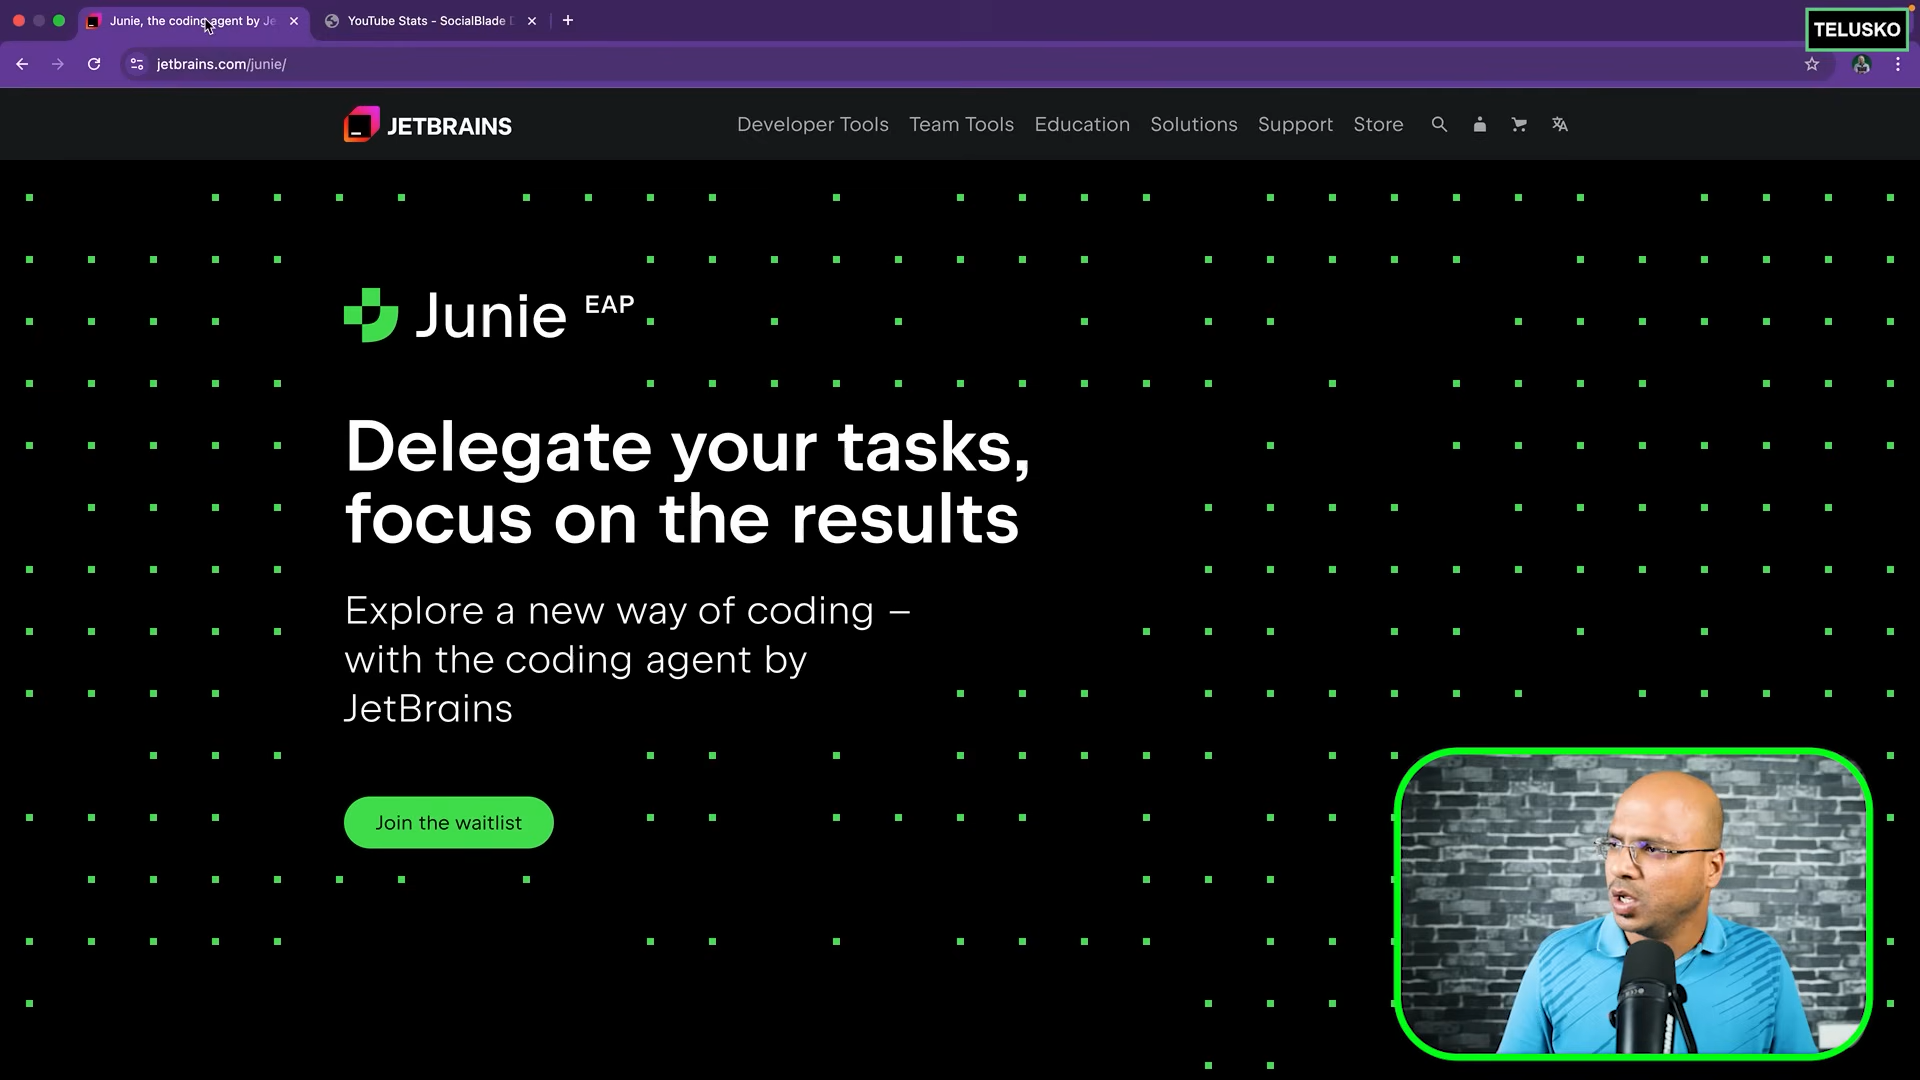 Junie, the coding agent by Je
YouTube Stats - SocialBlade
TELUSKO
jetbrains.com/junie/
JETBRAINS
Developer Tools
Team Tools
Education
Solutions
Support
Store
Junie EAP
Delegate your tasks,
focus on the results
Explore a new way of coding –
with the coding agent by
JetBrains
Join the waitlist